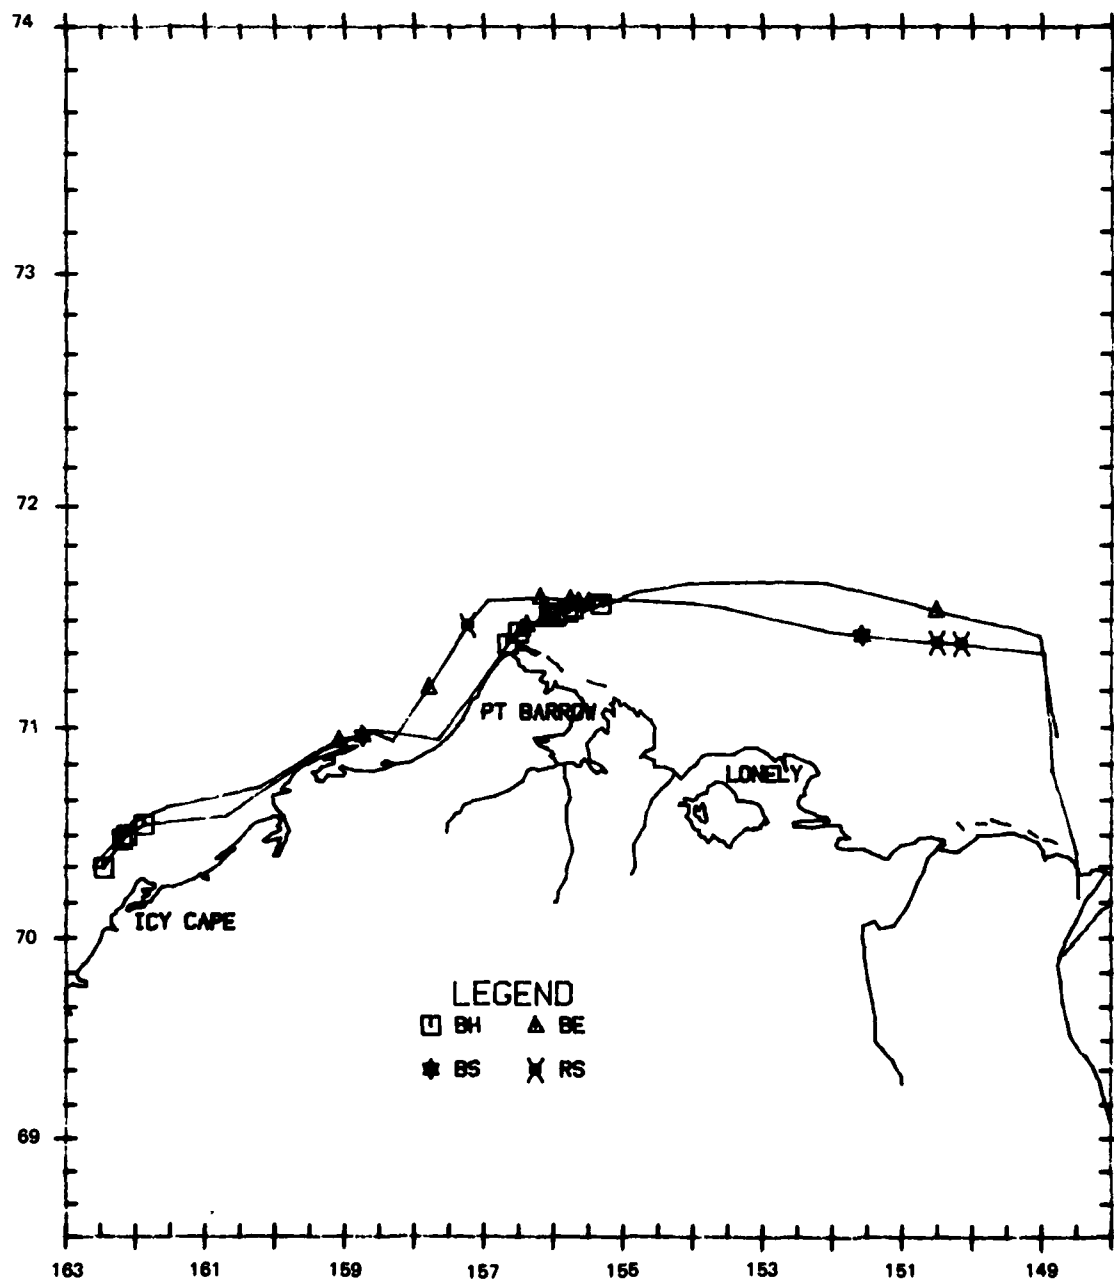 74
73
72
71
70
69
PT BARROW
LONELY
ICY CAPE
LEGEND
BH BE
BS RS
163 161 159 157 155 153 151 149